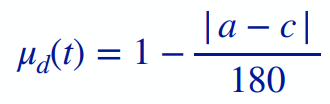 μ_d(t) = 1 − |a − c| / 180